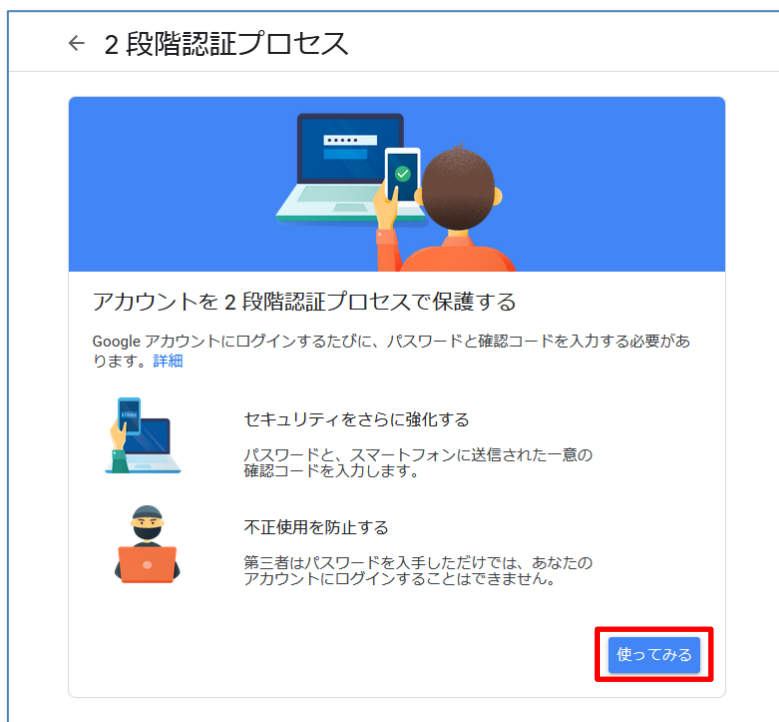 ← 2 段階認証プロセス
アカウントを 2 段階認証プロセスで保護する
Google アカウントにログインするたびに、パスワードと確認コードを入力する必要があ
ります。詳細
セキュリティをさらに強化する
パスワードと、スマートフォンに送信された一意の
確認コードを入力します。
不正使用を防止する
第三者はパスワードを入手しただけでは、あなたの
アカウントにログインすることはできません。
使ってみる